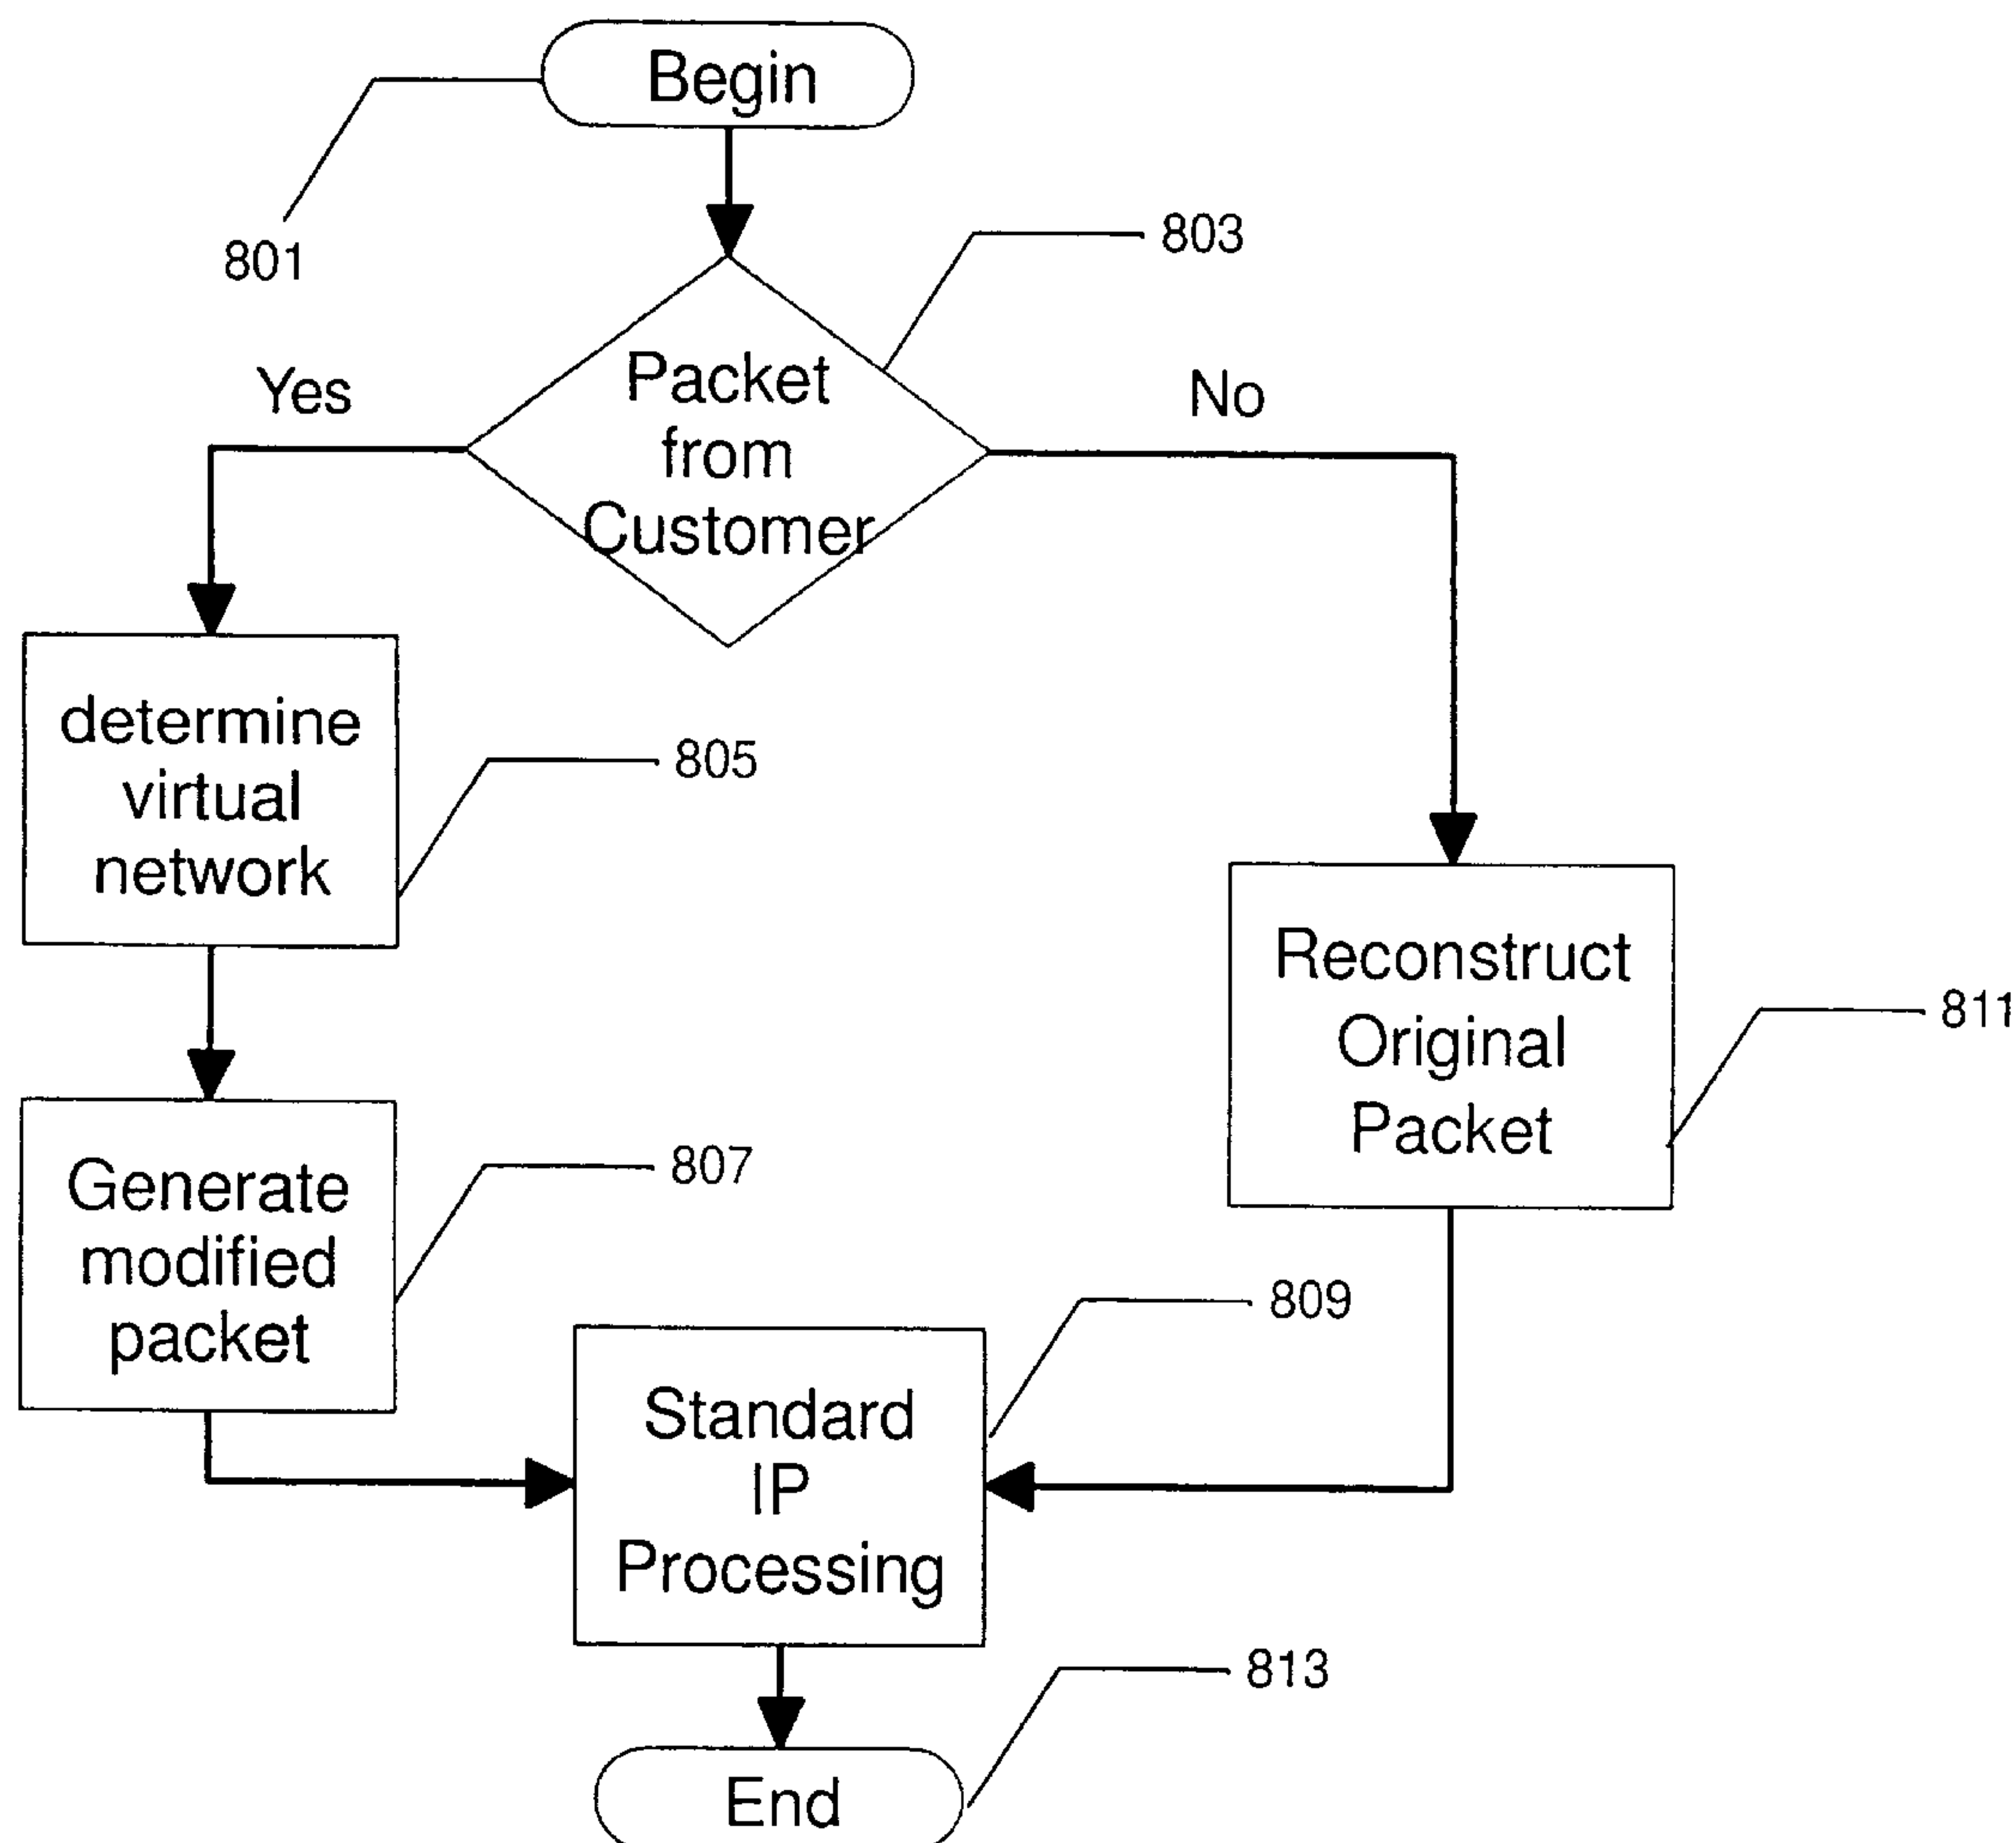 Begin
801
803
Yes
Packet
from
Customer
No
determine
virtual
network
805
Reconstruct
Original
Packet
811
Generate
modified
packet
807
809
Standard
IP
Processing
813
End